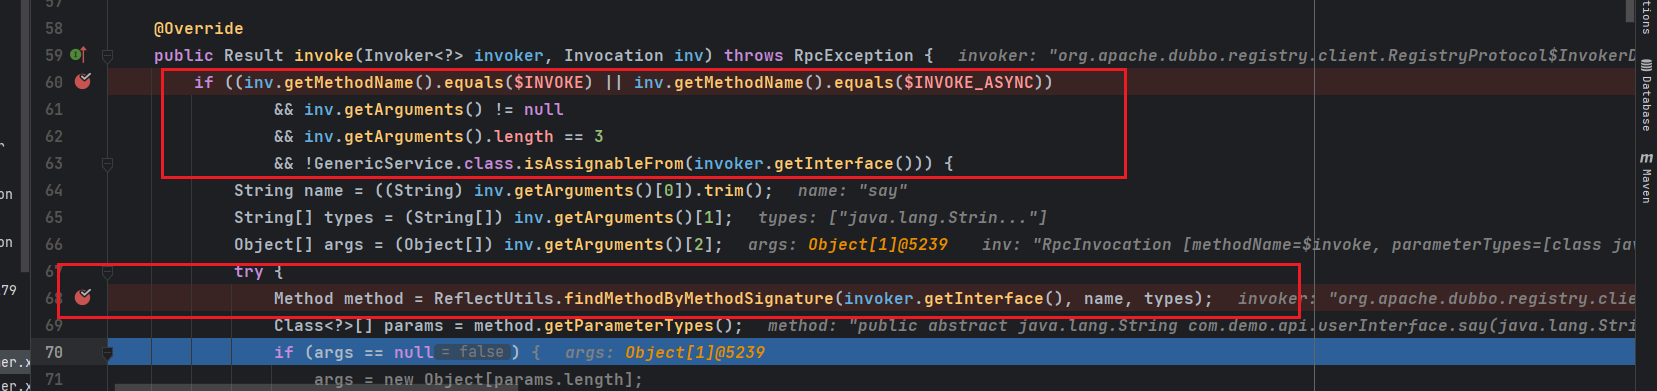 57
58 @Override
59 public Result invoke(Invoker<?> invoker, Invocation inv) throws RpcException { invoker: "org.apache.dubbo.registry.client.RegistryProtocol$InvokerD
60 if ((inv.getMethodName().equals($INVOKE) || inv.getMethodName().equals($INVOKE_ASYNC))
61 && inv.getArguments() != null
62 && inv.getArguments().length == 3
63 && !GenericService.class.isAssignableFrom(invoker.getInterface())) {
64 String name = ((String) inv.getArguments()[0]).trim(); name: "say"
65 String[] types = (String[]) inv.getArguments()[1]; types: ["java.lang.Strin..."]
66 Object[] args = (Object[]) inv.getArguments()[2]; args: Object[1]@5239 inv: "RpcInvocation [methodName=$invoke, parameterTypes=[class jav
67 try {
68 Method method = ReflectUtils.findMethodByMethodSignature(invoker.getInterface(), name, types); invoker: "org.apache.dubbo.registry.clie
69 Class<?>[] params = method.getParameterTypes(); method: "public abstract java.lang.String com.demo.api.userInterface.say(java.lang.Stri
70 if (args == null = false ) { args: Object[1]@5239
71 args = new Object[params.length];
r
on
on
79
er.x
er.x
tions
Database
m Maven